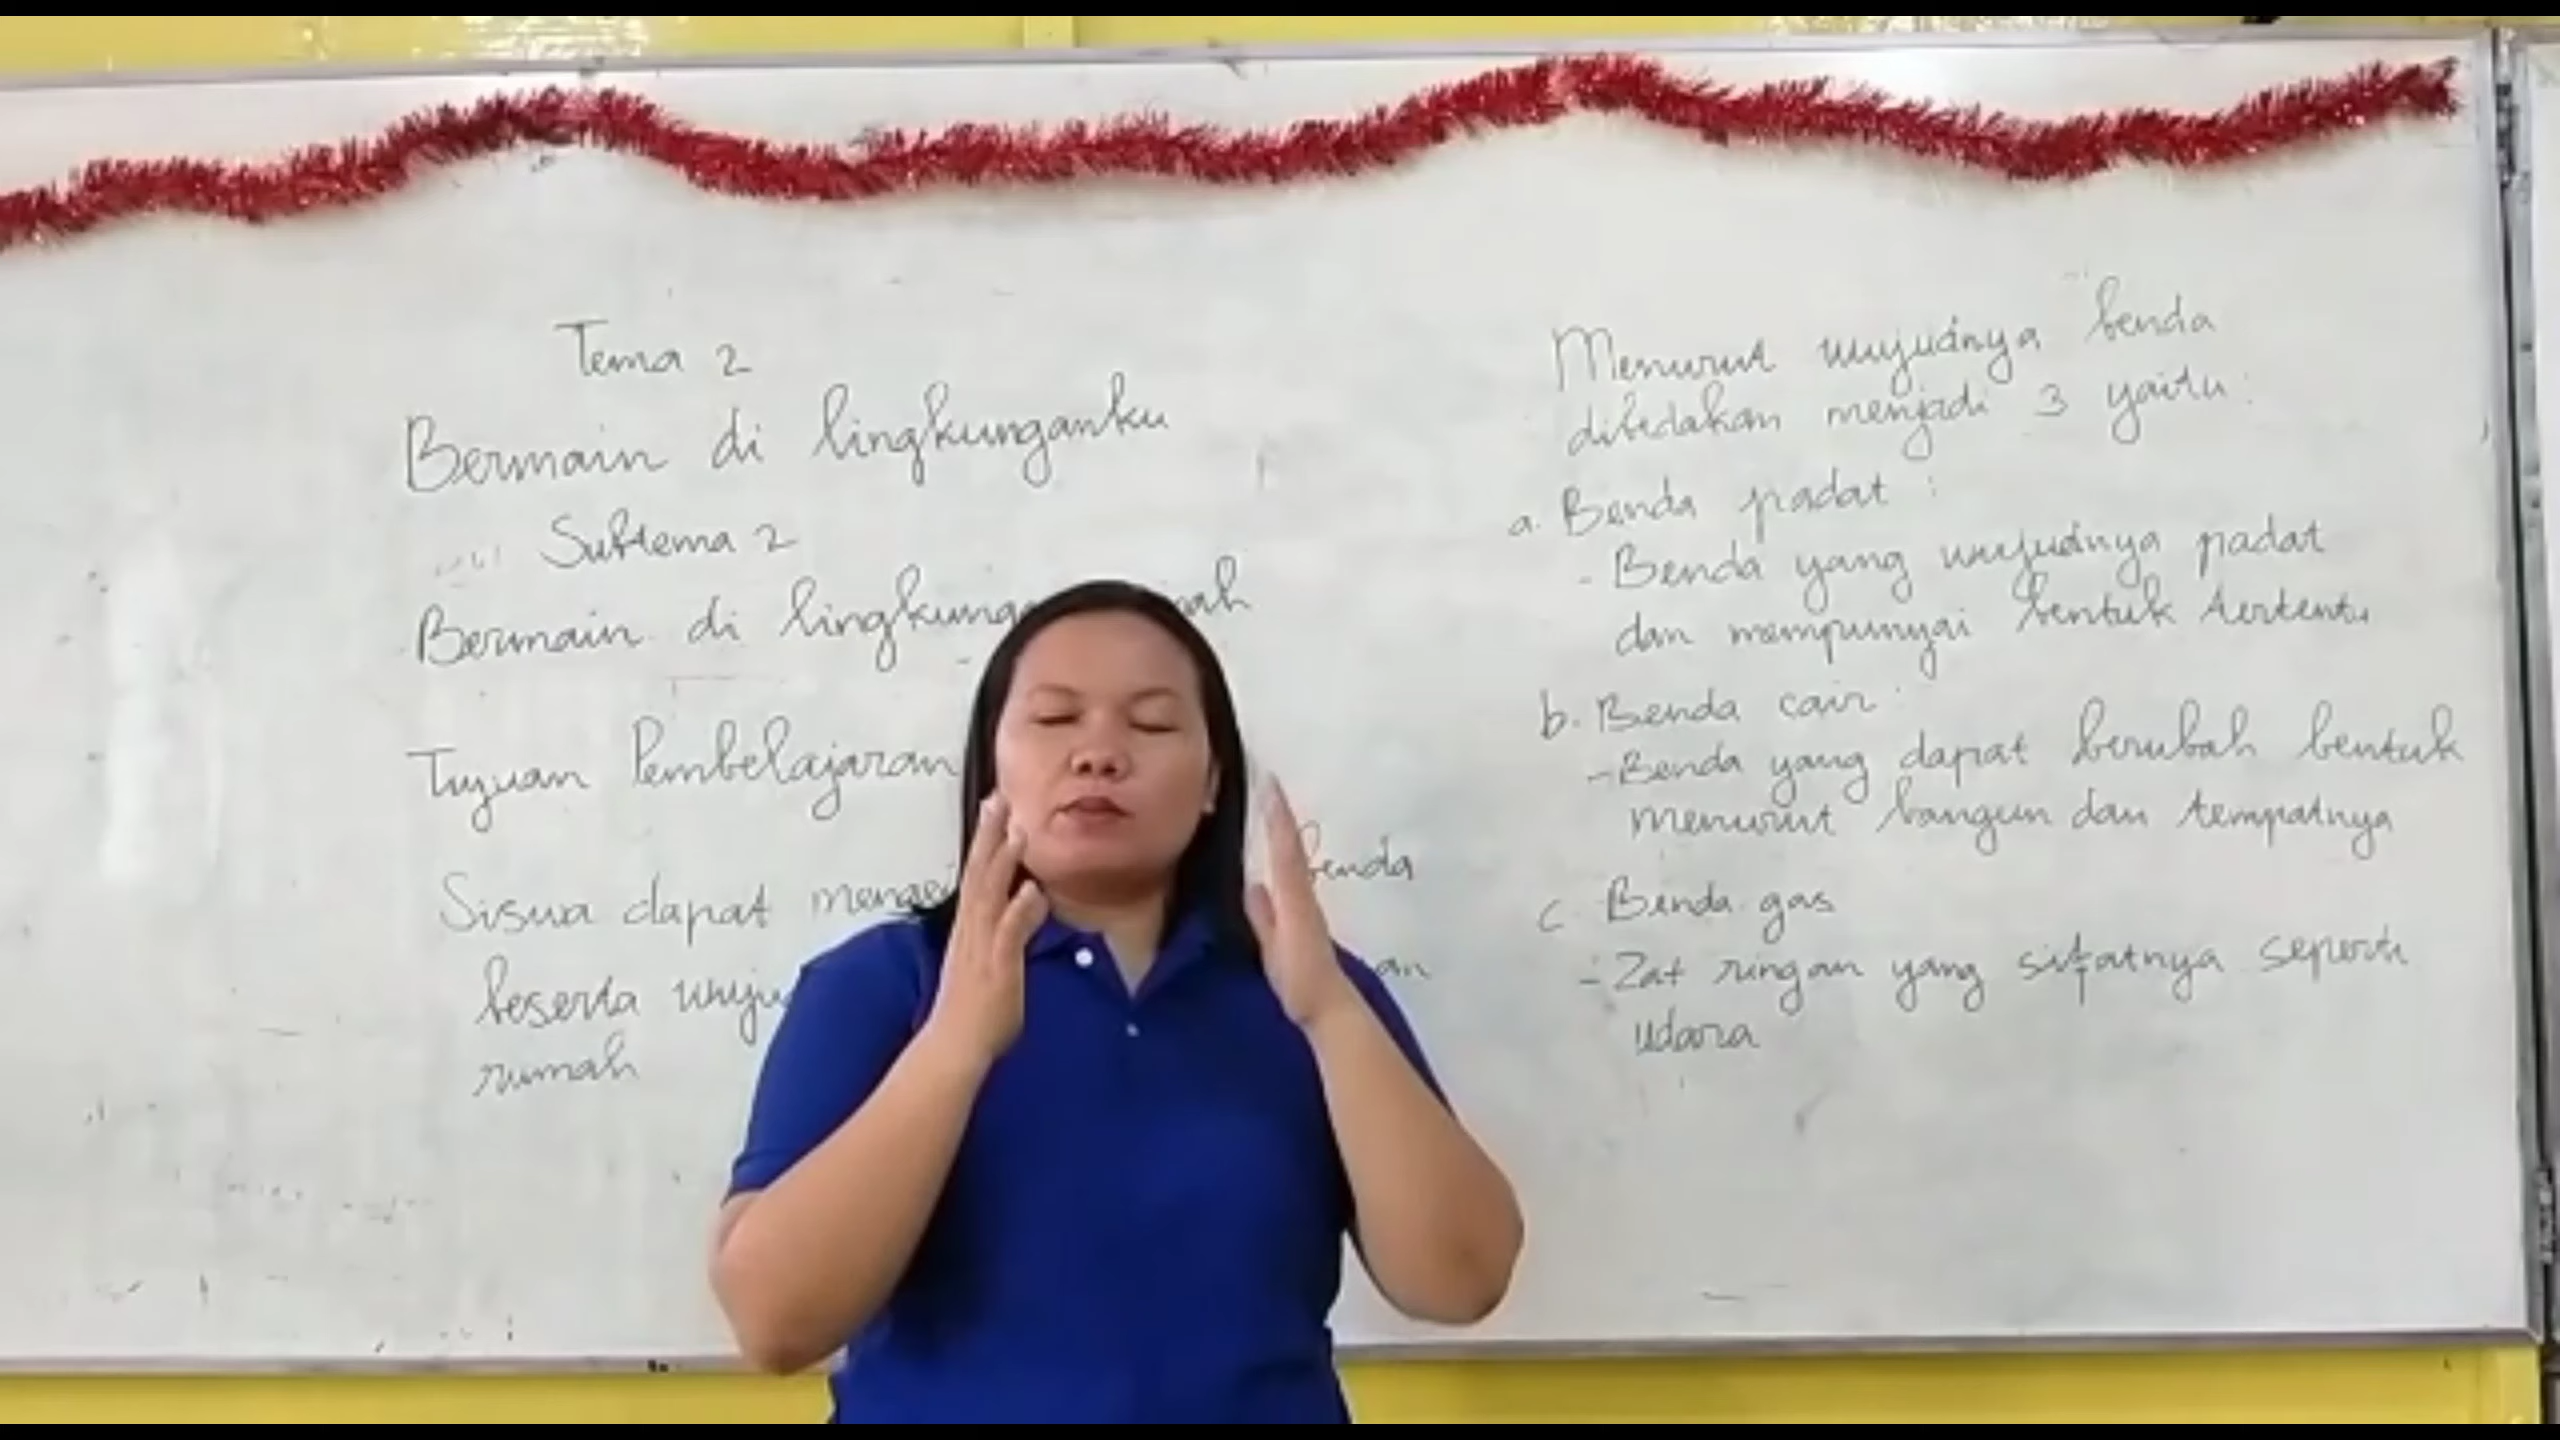 Tema 2
Bermain di lingkunganku
Subtema 2
Bermain di
Tujuan Pembelajaran
Siswa dapat benda
beserta
rumah
Menurut wujudnya benda
dibedakan menjadi 3 yaitu:
a. Benda padat:
- Benda yang wujudnya padat
dan mempunyai bentuk tertentu
b. Benda cair:
- Benda yang dapat berubah bentuk
menurut bangun dan tempatnya
c. Benda gas
- Zat ringan yang sifatnya seperti
udara